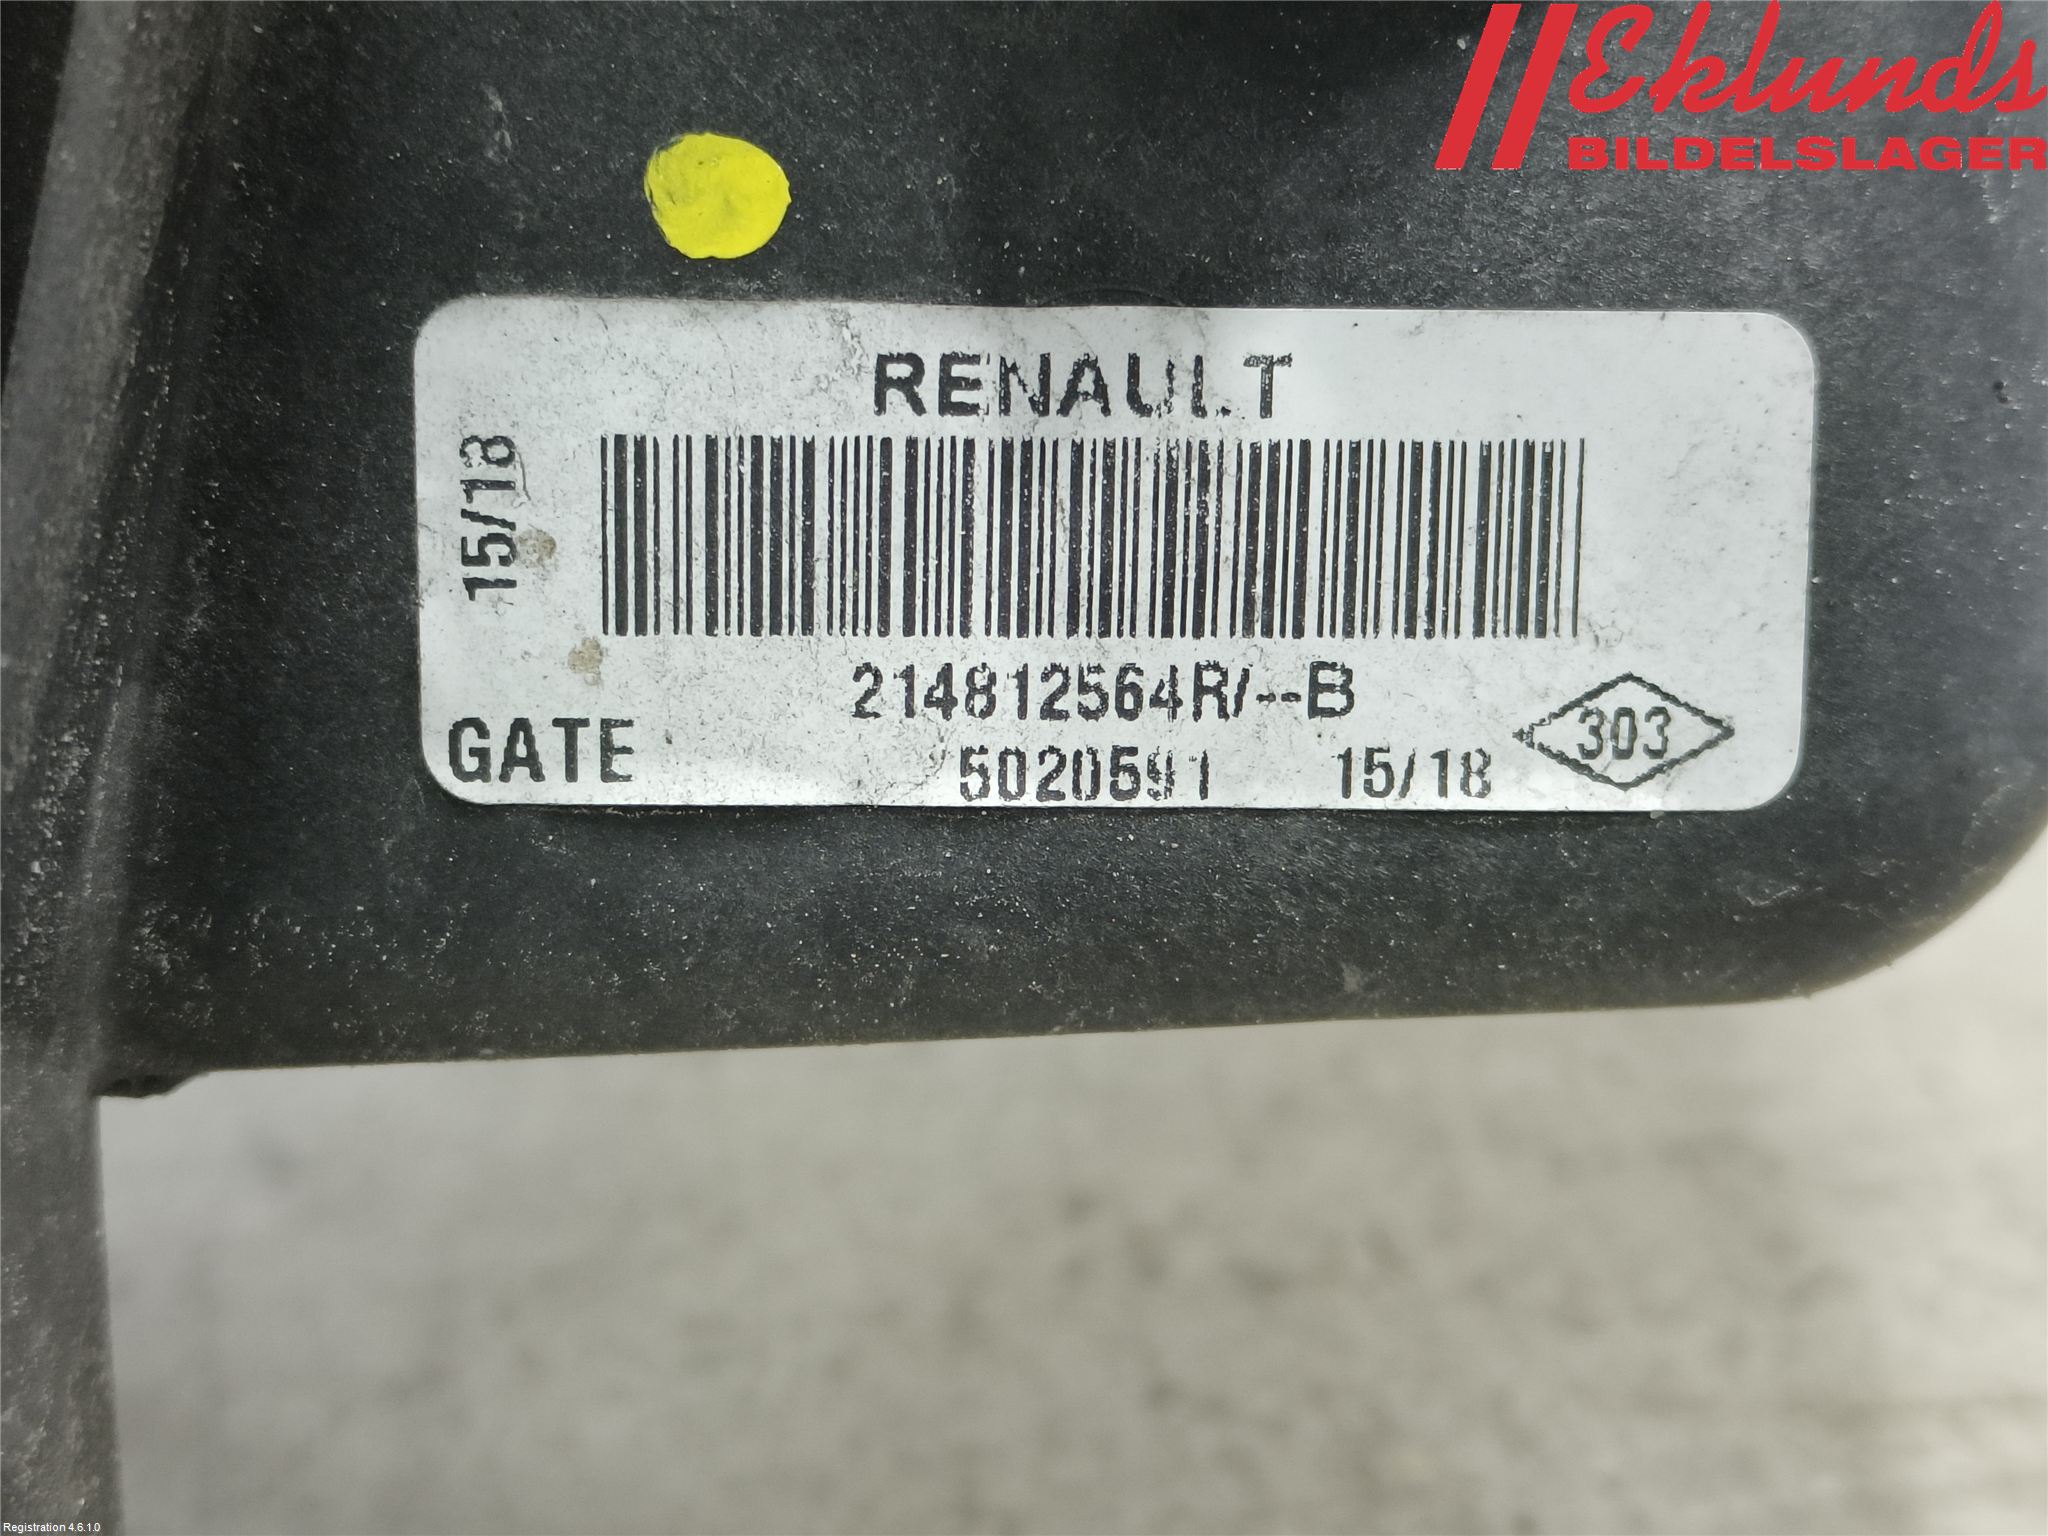 Eklunds
BILDELSLAGER
RENAULT
15/18
214812564R/--B
GATE
5020591 15/18
303
Registration 4.6.1.0